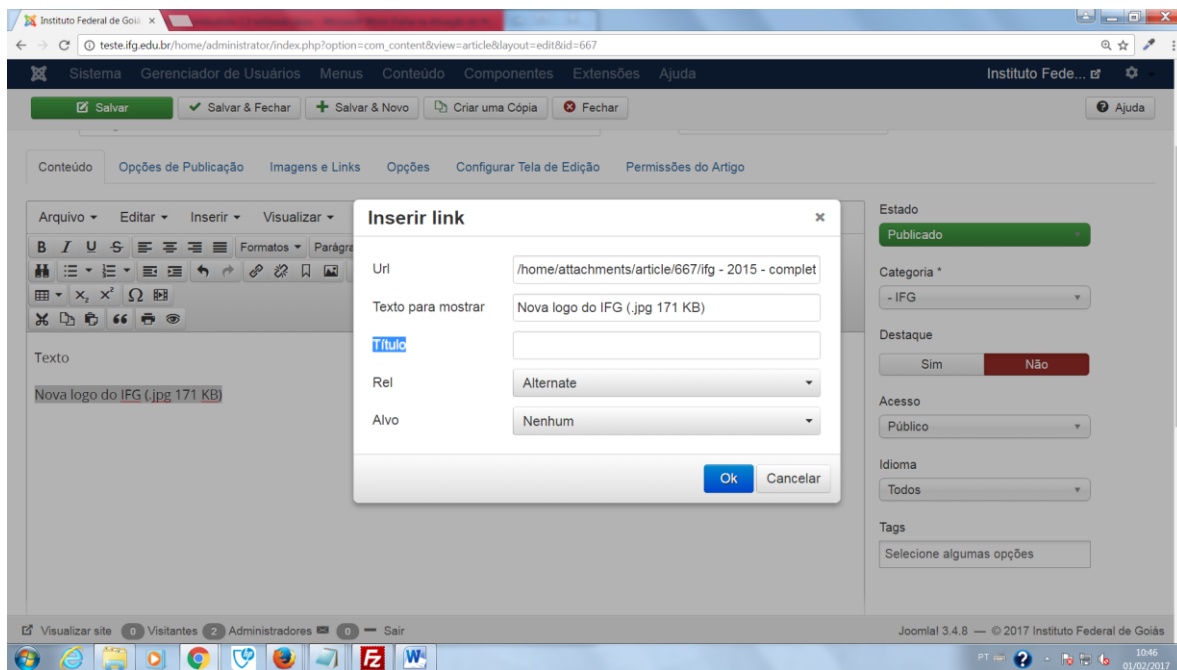 Instituto Federal de Goiá
teste.ifg.edu.br/home/administrator/index.php?option=com_content&view=article&layout=edit&id=667
Sistema Gerenciador de Usuários Menus Conteúdo Componentes Extensões Ajuda Instituto Fede...
Salvar Salvar & Fechar Salvar & Novo Criar uma Cópia Fechar Ajuda
Conteúdo Opções de Publicação Imagens e Links Opções Configurar Tela de Edição Permissões do Artigo
Arquivo Editar Inserir Visualizar
B I U S Formatos Parágra
Texto
Nova logo do IFG (.jpg 171 KB)
Inserir link
Url /home/attachments/article/667/ifg - 2015 - complet
Texto para mostrar Nova logo do IFG (.jpg 171 KB)
Título
Rel Alternate
Alvo Nenhum
Ok Cancelar
Estado
Publicado
Categoria *
- IFG
Destaque
Sim Não
Acesso
Público
Idioma
Todos
Tags
Selecione algumas opções
Visualizar site 0 Visitantes 2 Administradores 0 Sair Joomla! 3.4.8 — © 2017 Instituto Federal de Goiás
PT 10:46
01/02/2017